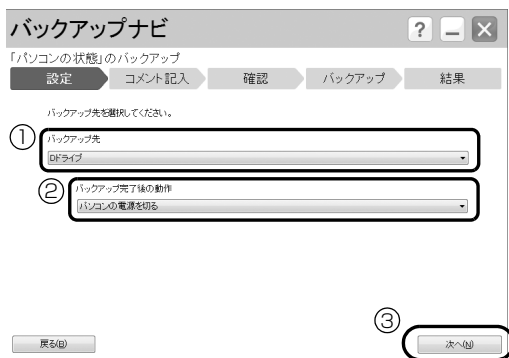 バックアップナビ
?
「パソコンの状態」のバックアップ
設定 コメント記入 確認 バックアップ 結果
バックアップ先を選択してください。
① バックアップ先
Dドライブ
② バックアップ完了後の動作
パソコンの電源を切る
③
戻る(B) 次へ(N)